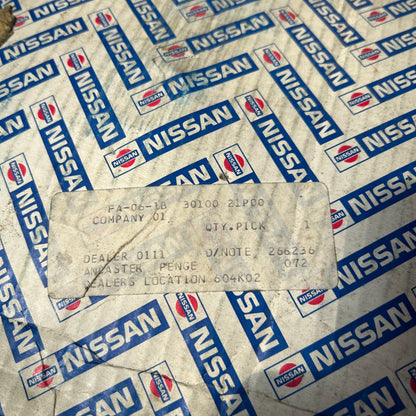 NISSAN
FA-06-18 30100 21P00
COMPANY 01
QTY.PICK 1
DEALER 0111 D/NOTE. 266236
ANCASTER PENGE 072
DEALERS LOCATION 604K02